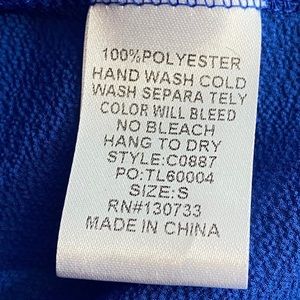 100%POLYESTER
HAND WASH COLD
WASH SEPARA TELY
COLOR WILL BLEED
NO BLEACH
HANG TO DRY
STYLE:C0887
PO:TL60004
SIZE:S
RN#130733
MADE IN CHINA